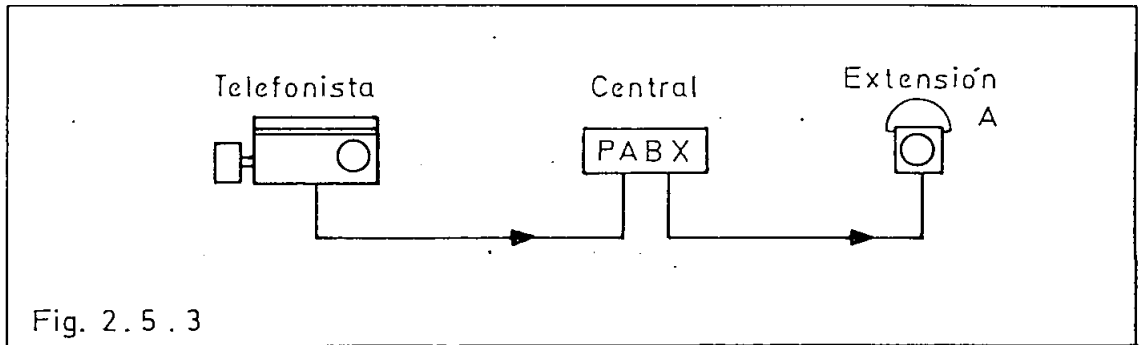 Telefonista
Central
Extensión
A
PABX
Fig. 2.5.3